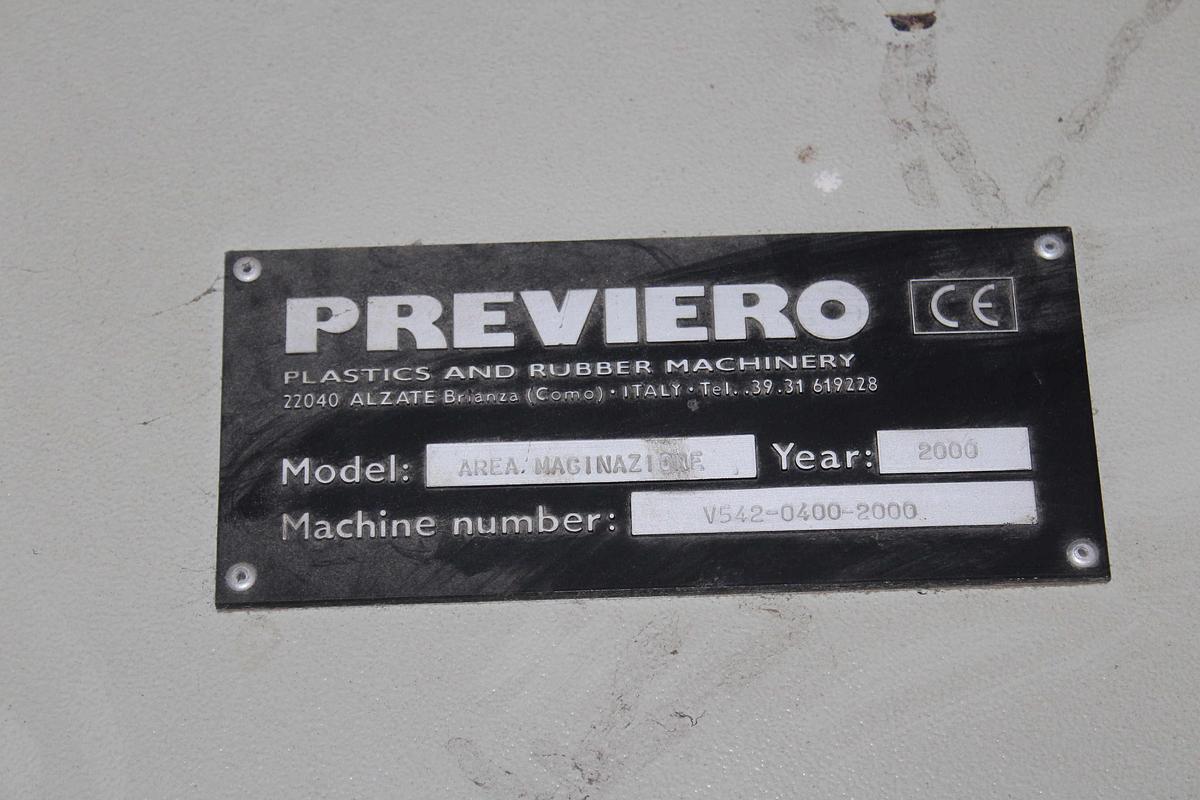 PREVIERO
CE
PLASTICS AND RUBBER MACHINERY
22040 ALZATE Brianza (Como) · ITALY · Tel. .39.31 619228
Model: AREA MACINAZIONE Year: 2000
Machine number: V542-0400-2000